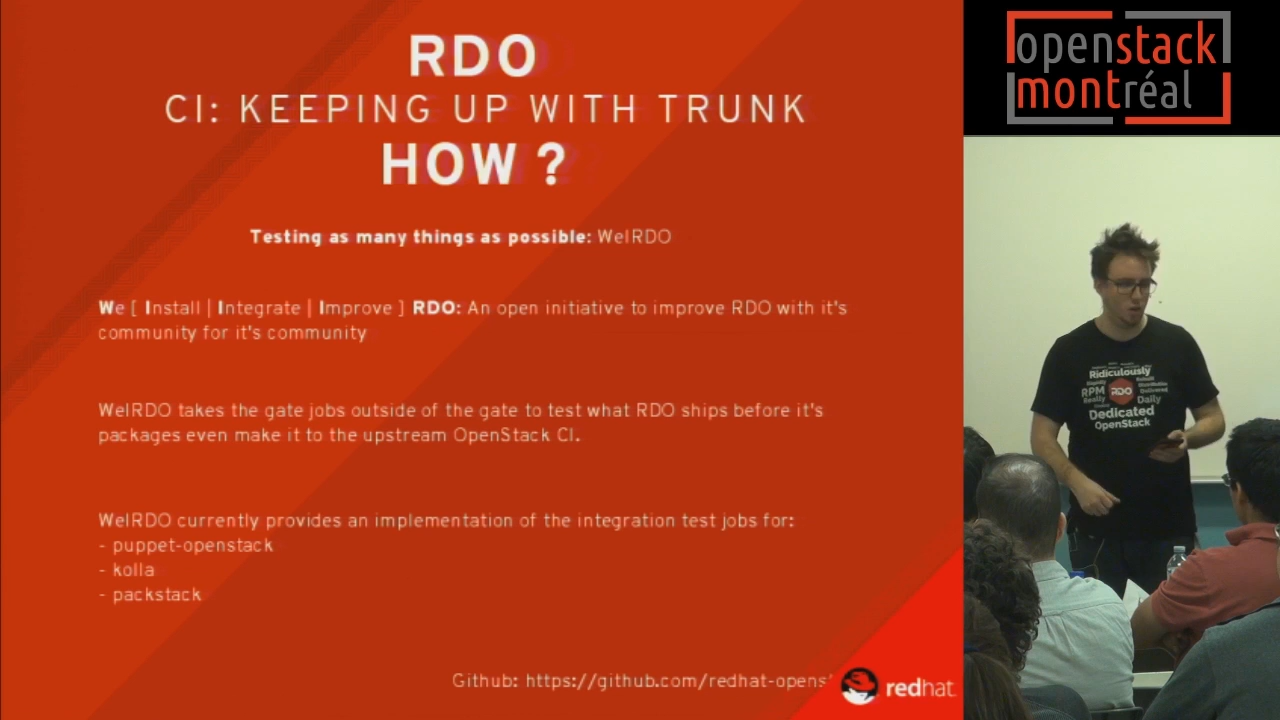 RDO
CI: KEEPING UP WITH TRUNK
HOW ?
Testing as many things as possible: WeIRDO
We [ Install | Integrate | Improve ] RDO: An open initiative to improve RDO with it's
community for it's community
WeIRDO takes the gate jobs outside of the gate to test what RDO ships before it's
packages even make it to the upstream OpenStack CI.
WeIRDO currently provides an implementation of the integration test jobs for:
- puppet-openstack
- kolla
- packstack
Github: https://github.com/redhat-openst
redhat.
openstack
montréal
Ridiculously
RPM
RDO
Really
Delivered
Daily
Dedicated
OpenStack